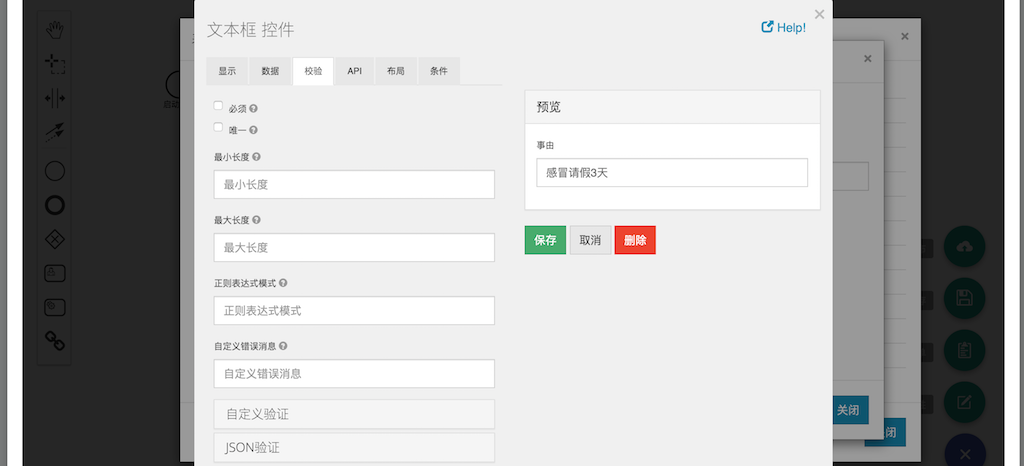 文本框 控件
Help!
显示
数据
校验
API
布局
条件
必须
唯一
最小长度
最小长度
最大长度
最大长度
正则表达式模式
正则表达式模式
自定义错误消息
自定义错误消息
自定义验证
JSON验证
预览
事由
感冒请假3天
保存
取消
删除
启动
关闭
闭